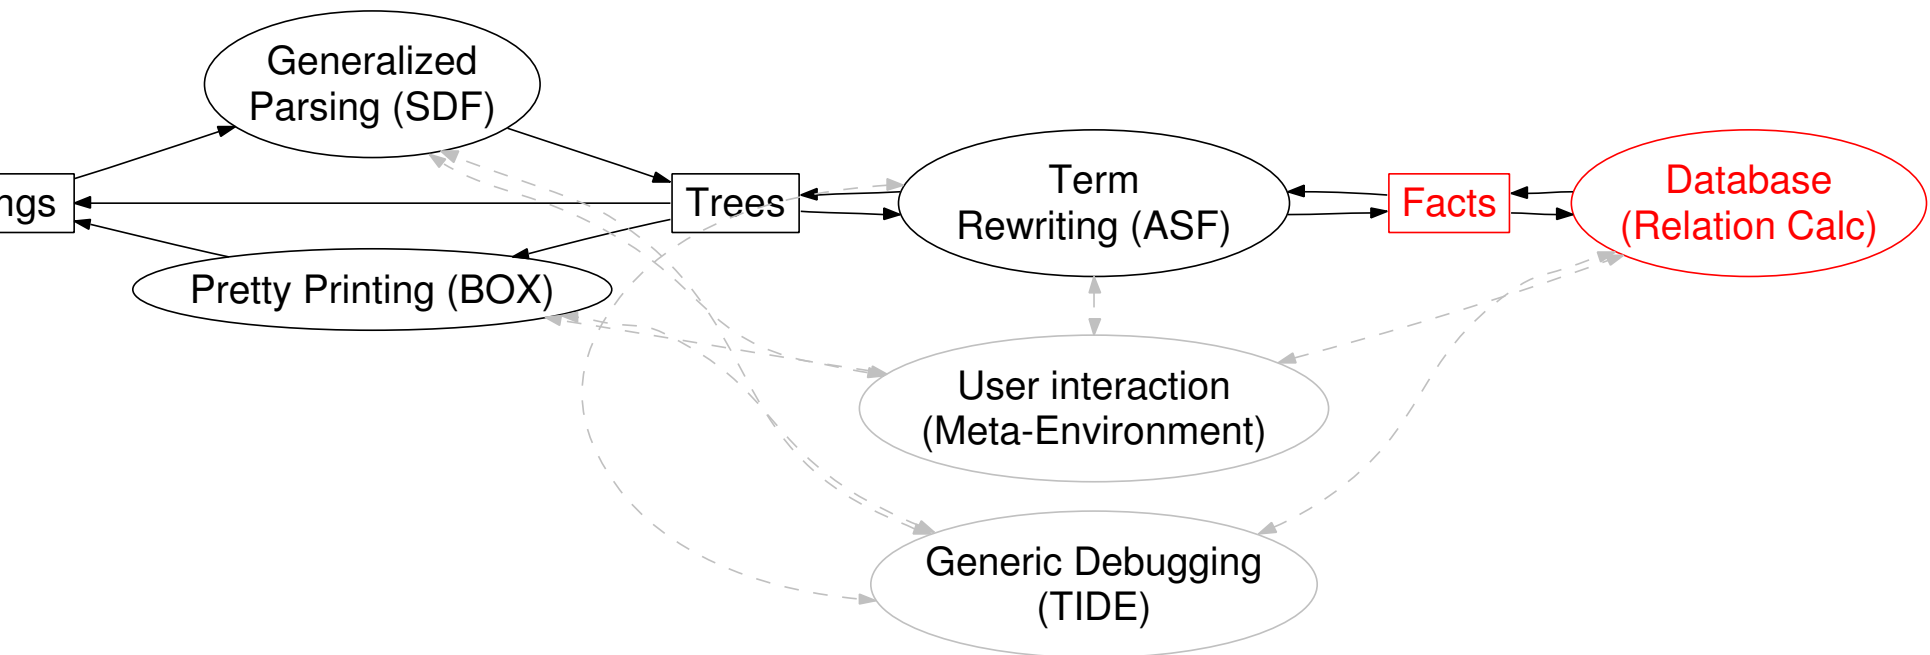 Generalized
Parsing (SDF)
ngs
Trees
Term
Rewriting (ASF)
Facts
Database
(Relation Calc)
Pretty Printing (BOX)
User interaction
(Meta-Environment)
Generic Debugging
(TIDE)